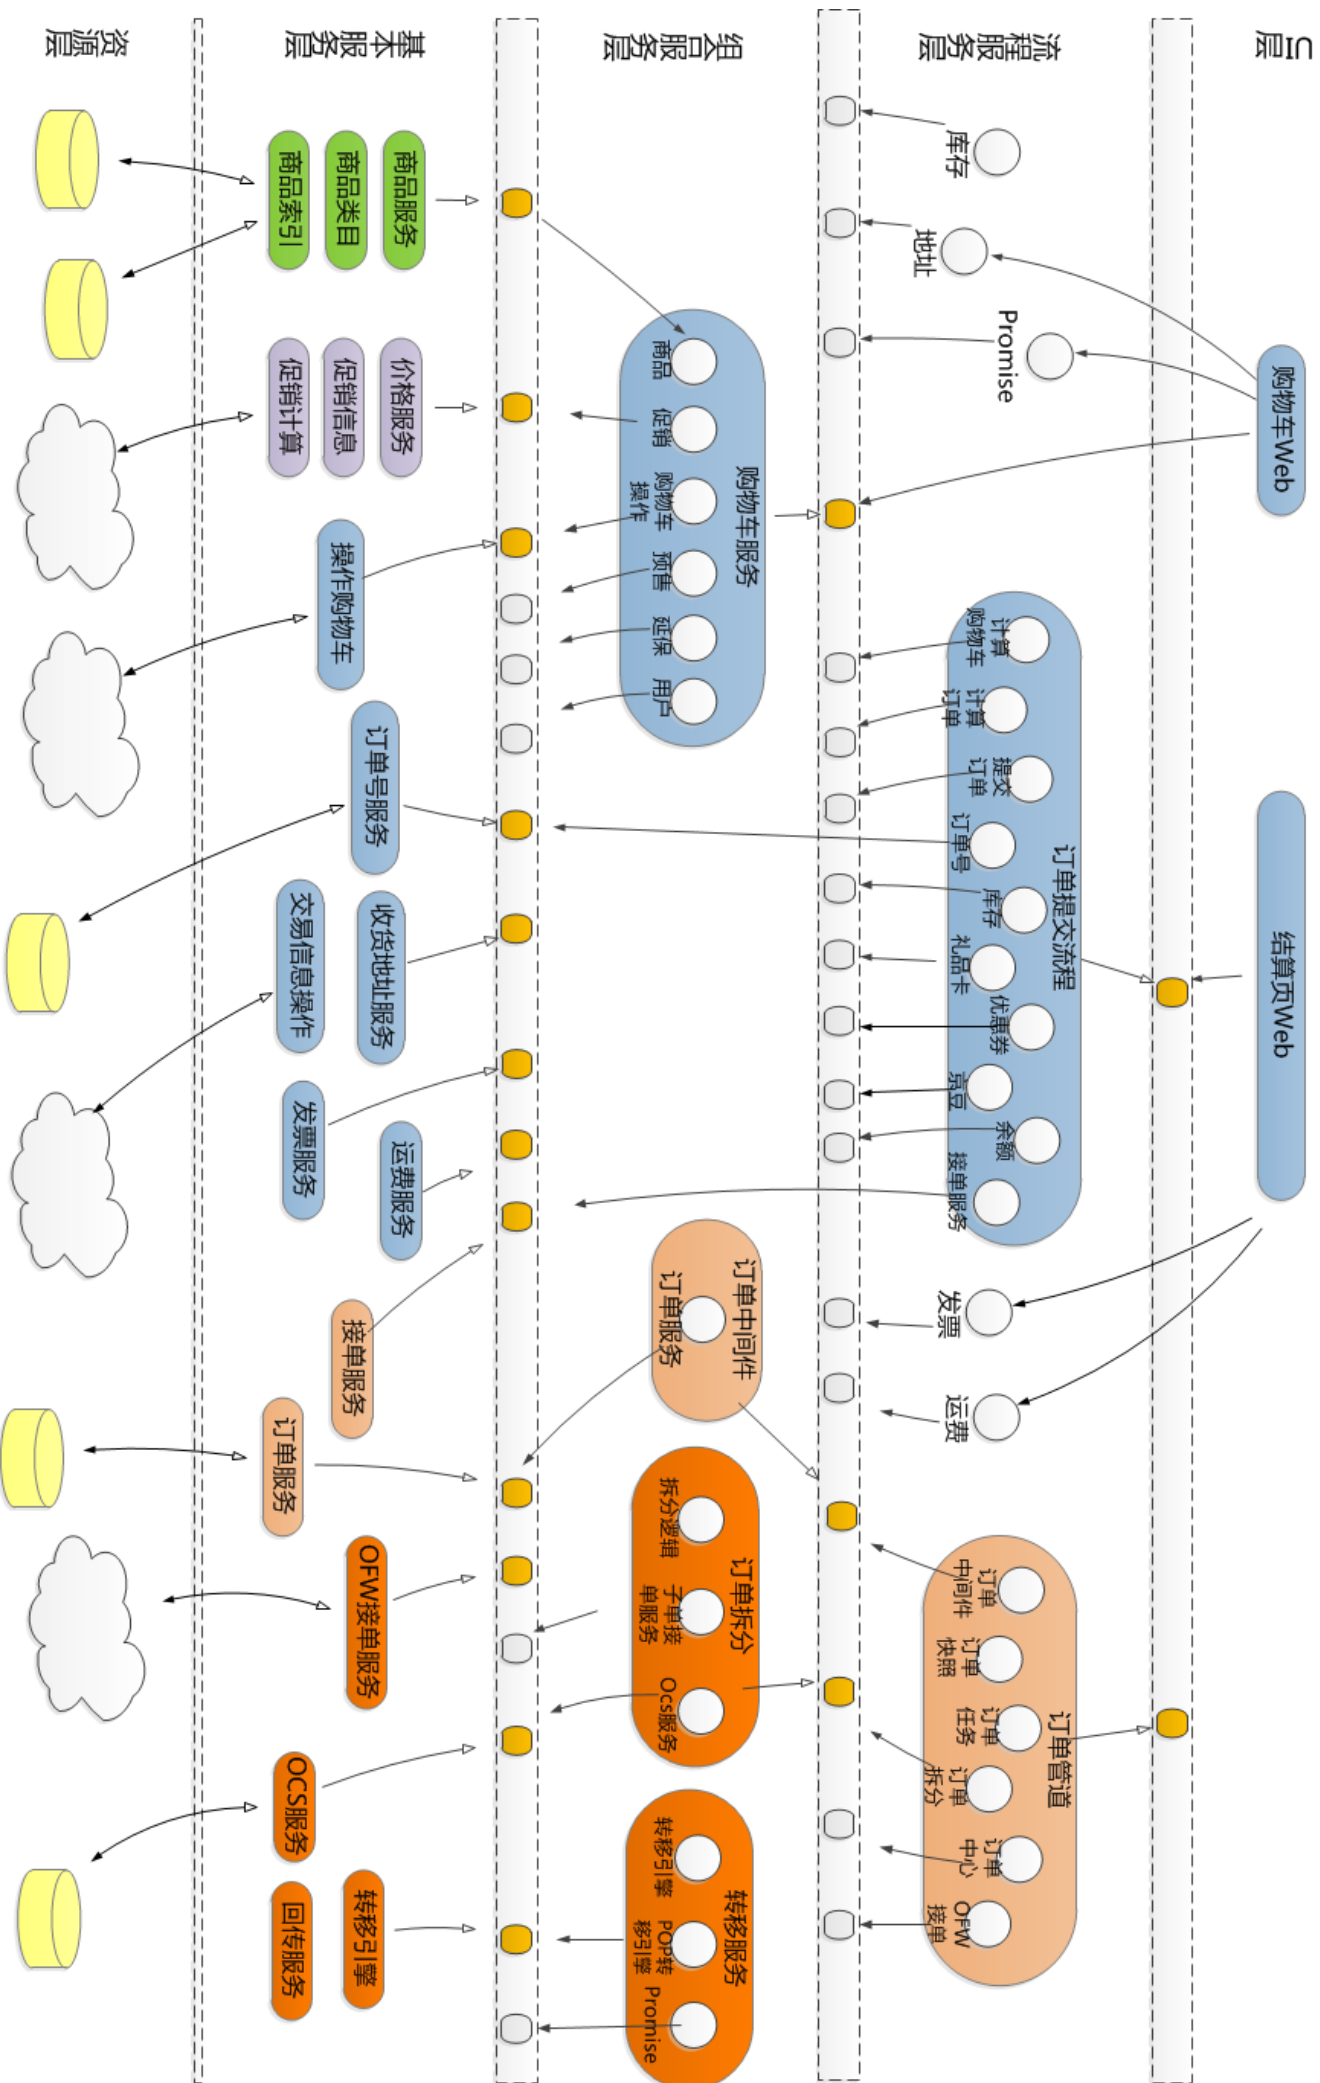 UI
层
购物车Web
结算页Web
流程服
务层
库存
地址
Promise
订单提交流程
计算
购物车
计算
订单
提交
订单
订单号
库存
礼品卡
优惠券
京豆
余额
接单服务
发票
运费
订单管道
订单
中间件
订单
快照
订单
任务
订单
拆分
订单
中心
OFW
接单
组合服
务层
购物车服务
商品
促销
购物车
操作
预售
延保
用户
订单中间件
订单服务
订单拆分
拆分逻辑
子单接
单服务
Ocs服务
转移服务
转移引擎
POP转
移引擎
Promise
基本服
务层
商品服务
商品类目
商品索引
价格服务
促销信息
促销计算
操作购物车
订单号服务
收货地址服务
交易信息操作
发票服务
运费服务
接单服务
订单服务
OFW接单服务
OCS服务
转移引擎
回传服务
资源
层